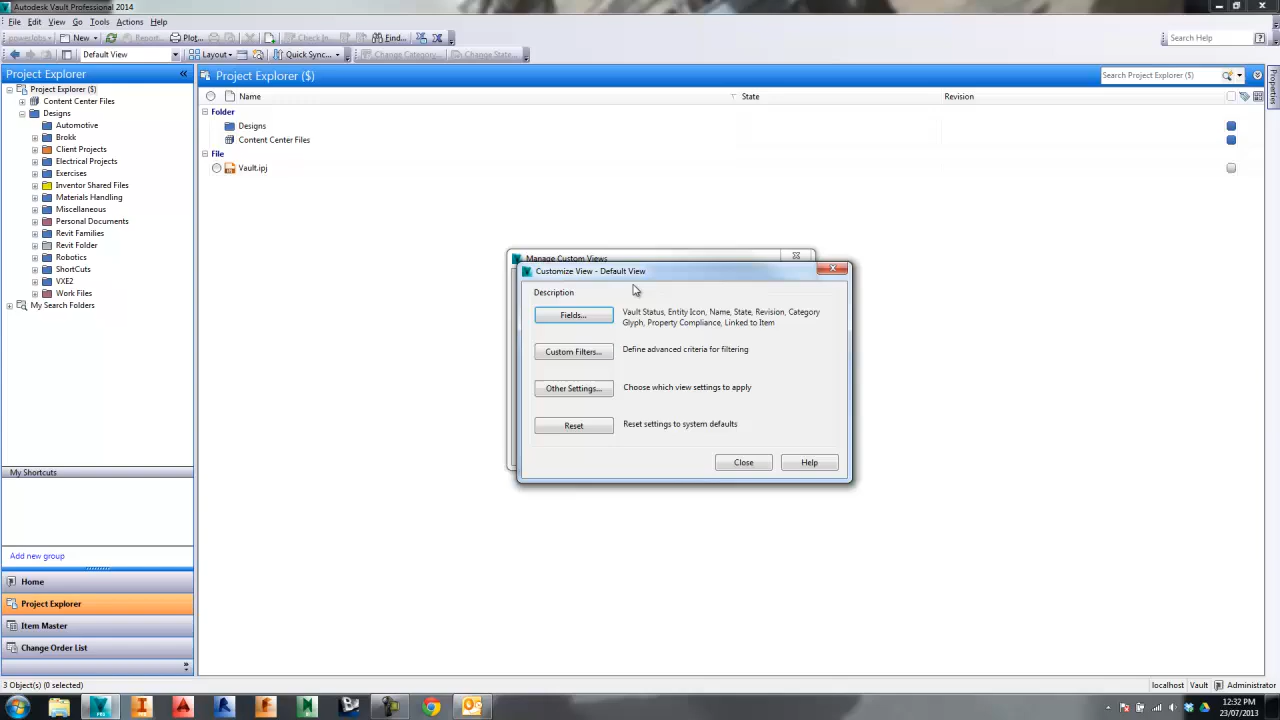 Autodesk Vault Professional 2014
File Edit View Go Tools Actions Help
powerJobs New Report... Plot... Check In... Find... Search Help
Default View Layout Quick Sync... Change Category... Change State...
Project Explorer «
Project Explorer ($)
Content Center Files
Designs
Automotive
Brokk
Client Projects
Electrical Projects
Exercises
Inventor Shared Files
Materials Handling
Miscellaneous
Personal Documents
Revit Families
Revit Folder
Robotics
ShortCuts
VXE2
Work Files
My Search Folders
My Shortcuts
Add new group
Home
Project Explorer
Item Master
Change Order List
Project Explorer ($) Search Project Explorer ($)
Name State Revision
Folder
Designs
Content Center Files
File
Vault.ipj
Properties
Manage Custom Views
Customize View - Default View
Description
Fields... Vault Status, Entity Icon, Name, State, Revision, Category
Glyph, Property Compliance, Linked to Item
Custom Filters... Define advanced criteria for filtering
Other Settings... Choose which view settings to apply
Reset Reset settings to system defaults
Close Help
3 Object(s) (0 selected) localhost Vault Administrator
12:32 PM
23/07/2013